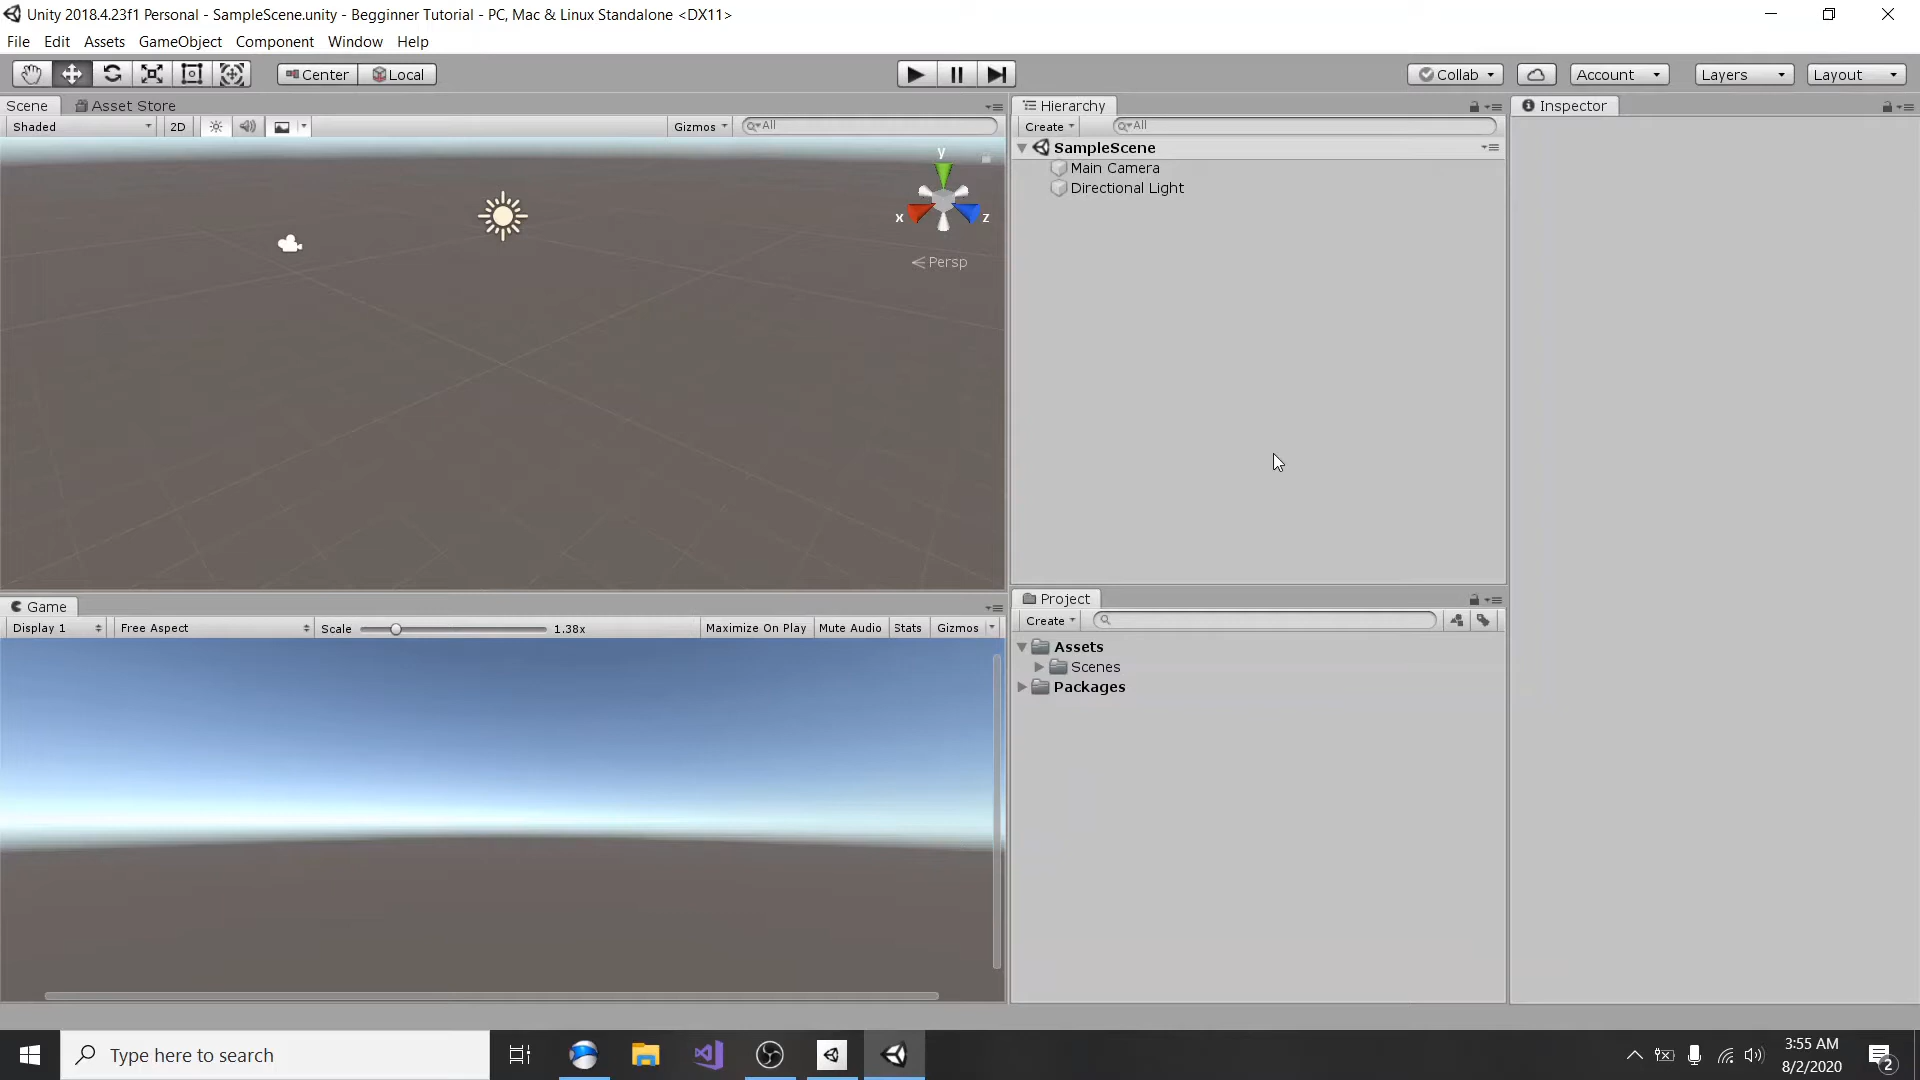 Unity 2018.4.23f1 Personal - SampleScene.unity - Begginner Tutorial - PC, Mac & Linux Standalone <DX11>
File Edit Assets GameObject Component Window Help
Center Local Collab Account Layers Layout
Scene Asset Store
Shaded 2D Gizmos All
y
x z
Persp
Hierarchy
Create All
SampleScene
Main Camera
Directional Light
Inspector
Game
Display 1 Free Aspect Scale 1.38x Maximize On Play Mute Audio Stats Gizmos
Project
Create
Assets
Scenes
Packages
Type here to search
3:55 AM
8/2/2020
2